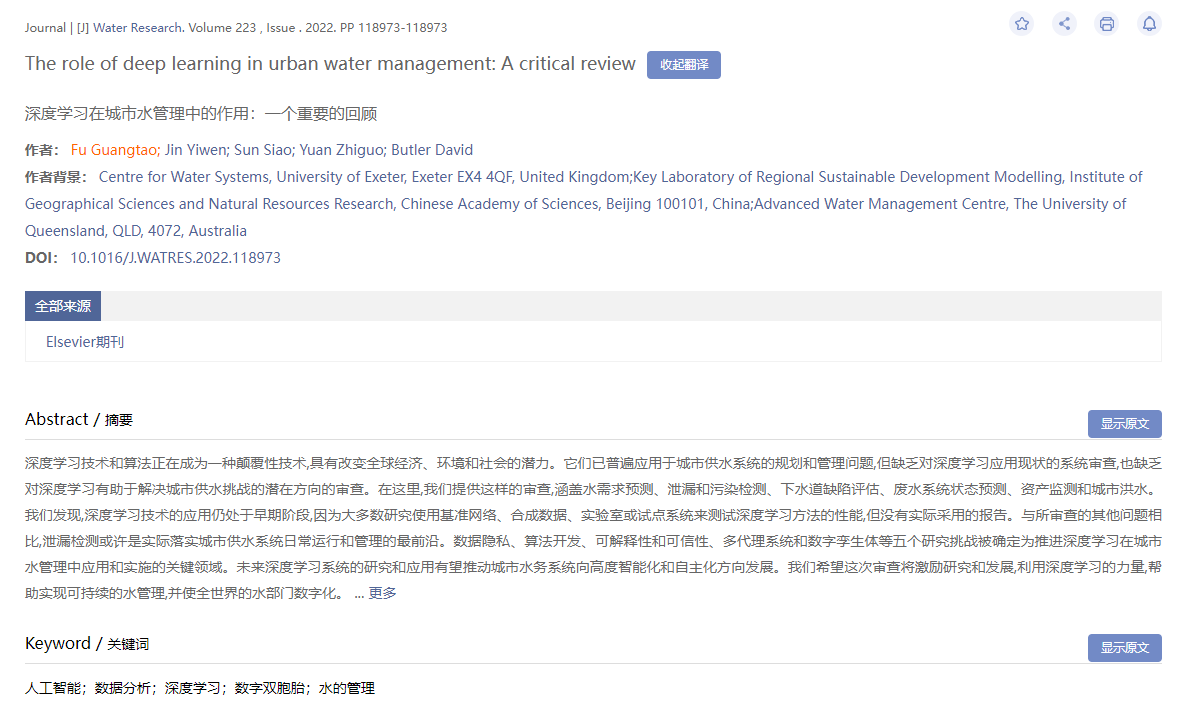 Journal | [J] Water Research. Volume 223 , Issue . 2022. PP 118973-118973
The role of deep learning in urban water management: A critical review 收起翻译
深度学习在城市水管理中的作用：一个重要的回顾
作者： Fu Guangtao; Jin Yiwen; Sun Siao; Yuan Zhiguo; Butler David
作者背景： Centre for Water Systems, University of Exeter, Exeter EX4 4QF, United Kingdom;Key Laboratory of Regional Sustainable Development Modelling, Institute of
Geographical Sciences and Natural Resources Research, Chinese Academy of Sciences, Beijing 100101, China;Advanced Water Management Centre, The University of
Queensland, QLD, 4072, Australia
DOI： 10.1016/J.WATRES.2022.118973
全部来源
Elsevier期刊
Abstract / 摘要
显示原文
深度学习技术和算法正在成为一种颠覆性技术,具有改变全球经济、环境和社会的潜力。它们已普遍应用于城市供水系统的规划和管理问题,但缺乏对深度学习应用现状的系统审查,也缺乏
对深度学习有助于解决城市供水挑战的潜在方向的审查。在这里,我们提供这样的审查,涵盖水需求预测、泄漏和污染检测、下水道缺陷评估、废水系统状态预测、资产监测和城市洪水。
我们发现,深度学习技术的应用仍处于早期阶段,因为大多数研究使用基准网络、合成数据、实验室或试点系统来测试深度学习方法的性能,但没有实际采用的报告。与所审查的其他问题相
比,泄漏检测或许是实际落实城市供水系统日常运行和管理的最前沿。数据隐私、算法开发、可解释性和可信性、多代理系统和数字孪生体等五个研究挑战被确定为推进深度学习在城市
水管理中应用和实施的关键领域。未来深度学习系统的研究和应用有望推动城市水务系统向高度智能化和自主化方向发展。我们希望这次审查将激励研究和发展,利用深度学习的力量,帮
助实现可持续的水管理,并使全世界的水部门数字化。 ... 更多
Keyword / 关键词
显示原文
人工智能；数据分析；深度学习；数字双胞胎；水的管理